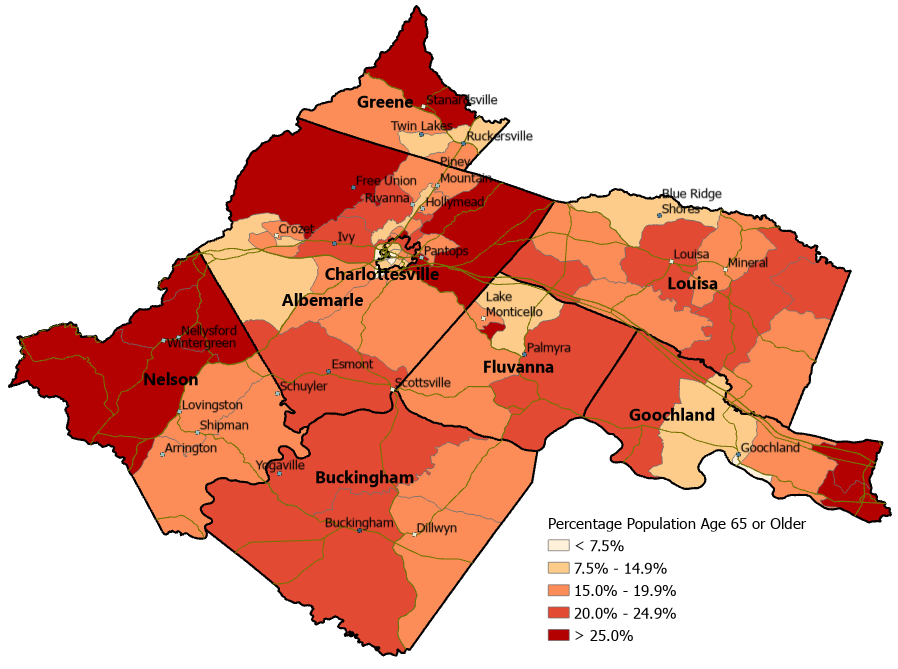 Greene
Stanardsville
Twin Lakes
Ruckersville
Piney
Mountain
Free Union
Rivanna
Hollymead
Blue Ridge
Shores
Crozet
Ivy
Pantops
Charlottesville
Louisa
Mineral
Louisa
Albemarle
Lake
Monticello
Nellysford
Wintergreen
Palmyra
Esmont
Fluvanna
Nelson
Schuyler
Scottsville
Lovingston
Goochland
Shipman
Arrington
Goochland
Yogaville
Buckingham
Buckingham
Dillwyn
Percentage Population Age 65 or Older
< 7.5%
7.5% - 14.9%
15.0% - 19.9%
20.0% - 24.9%
> 25.0%